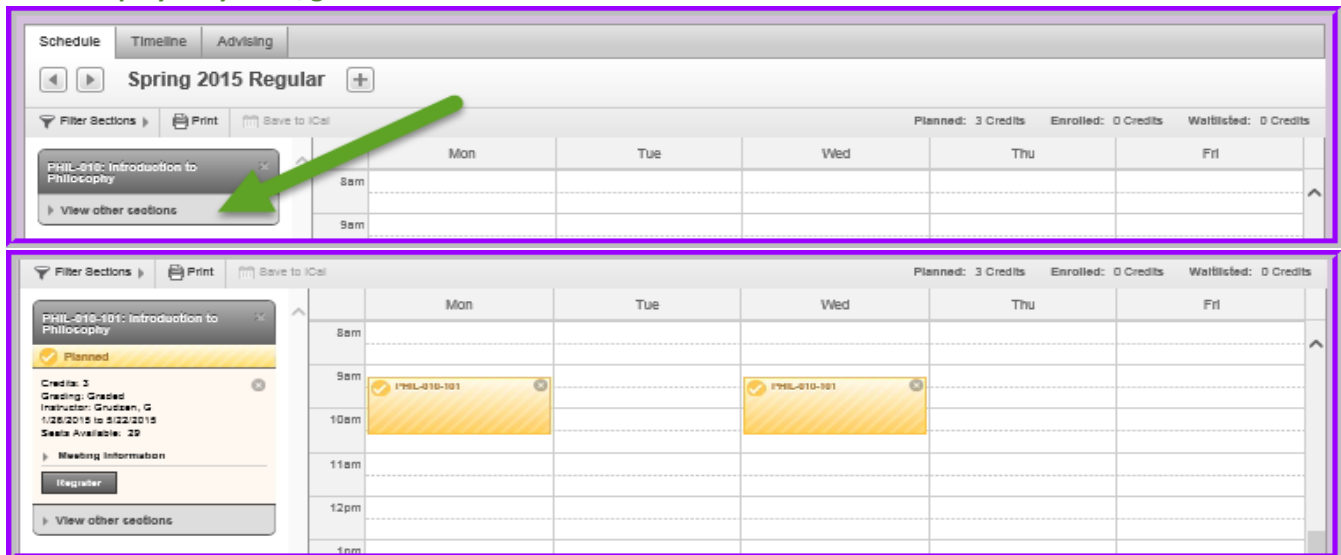 Schedule Timeline Advising
Spring 2015 Regular
Filter Sections Print Save to iCal Planned: 3 Credits Enrolled: 0 Credits Waitlisted: 0 Credits
Mon Tue Wed Thu Fri
PHIL-010: Introduction to
Philosophy
8am
View other sections
9am
Filter Sections Print Save to iCal Planned: 3 Credits Enrolled: 0 Credits Waitlisted: 0 Credits
Mon Tue Wed Thu Fri
PHIL-010-101: Introduction to
Philosophy
8am
Planned
9am
PHIL-010-101 PHIL-010-101
Credits: 3
Grading: Graded
Instructor: Grudzen, G
1/26/2015 to 5/22/2015
10am
Seats Available: 29
Meeting Information
11am
Register
12pm
View other sections
1pm